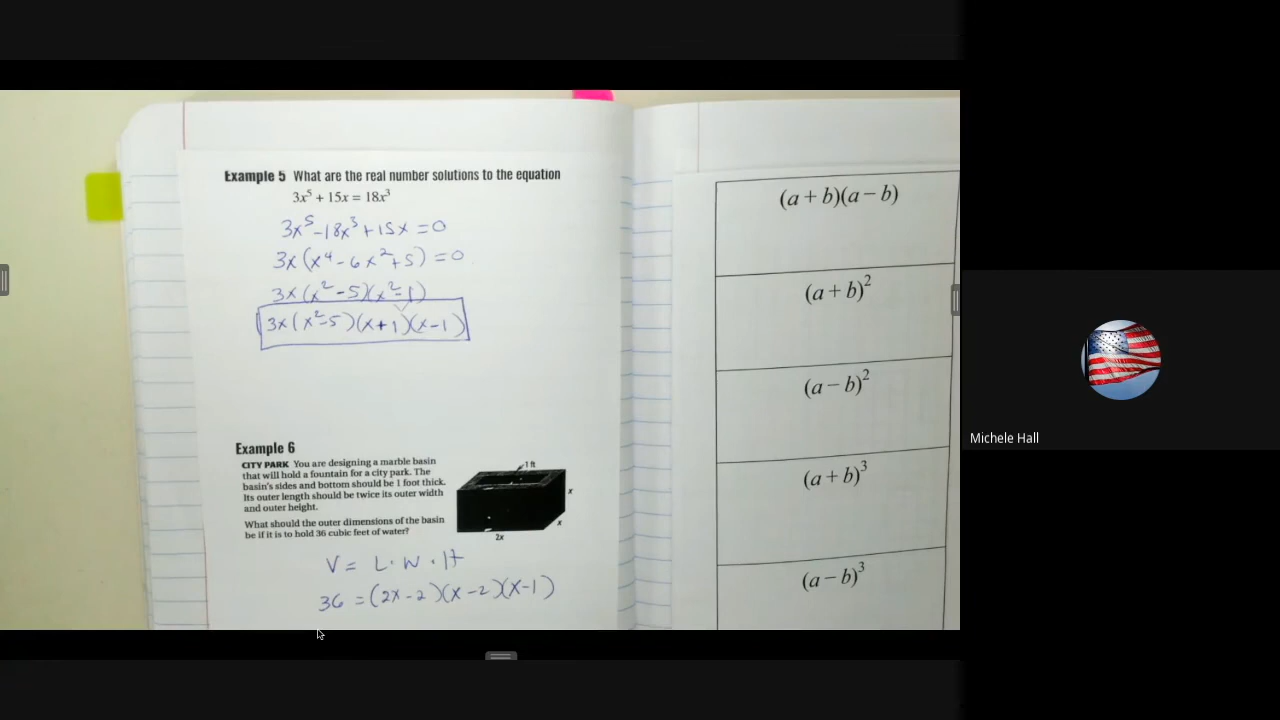 Example 5 What are the real number solutions to the equation
3x⁵ + 15x = 18x³
3x⁵ - 18x³ + 15x = 0
3x(x⁴ - 6x² + 5) = 0
3x(x² - 5)(x² - 1)
3x(x² - 5)(x + 1)(x - 1)
Example 6
CITY PARK You are designing a marble basin
that will hold a fountain for a city park. The
basin's sides and bottom should be 1 foot thick.
Its outer length should be twice its outer width
and outer height.
What should the outer dimensions of the basin
be if it is to hold 36 cubic feet of water?
1 ft
x
x
2x
V = L · W · H
36 = (2x - 2)(x - 2)(x - 1)
(a + b)(a − b)
(a + b)²
(a − b)²
(a + b)³
(a − b)³
Michele Hall